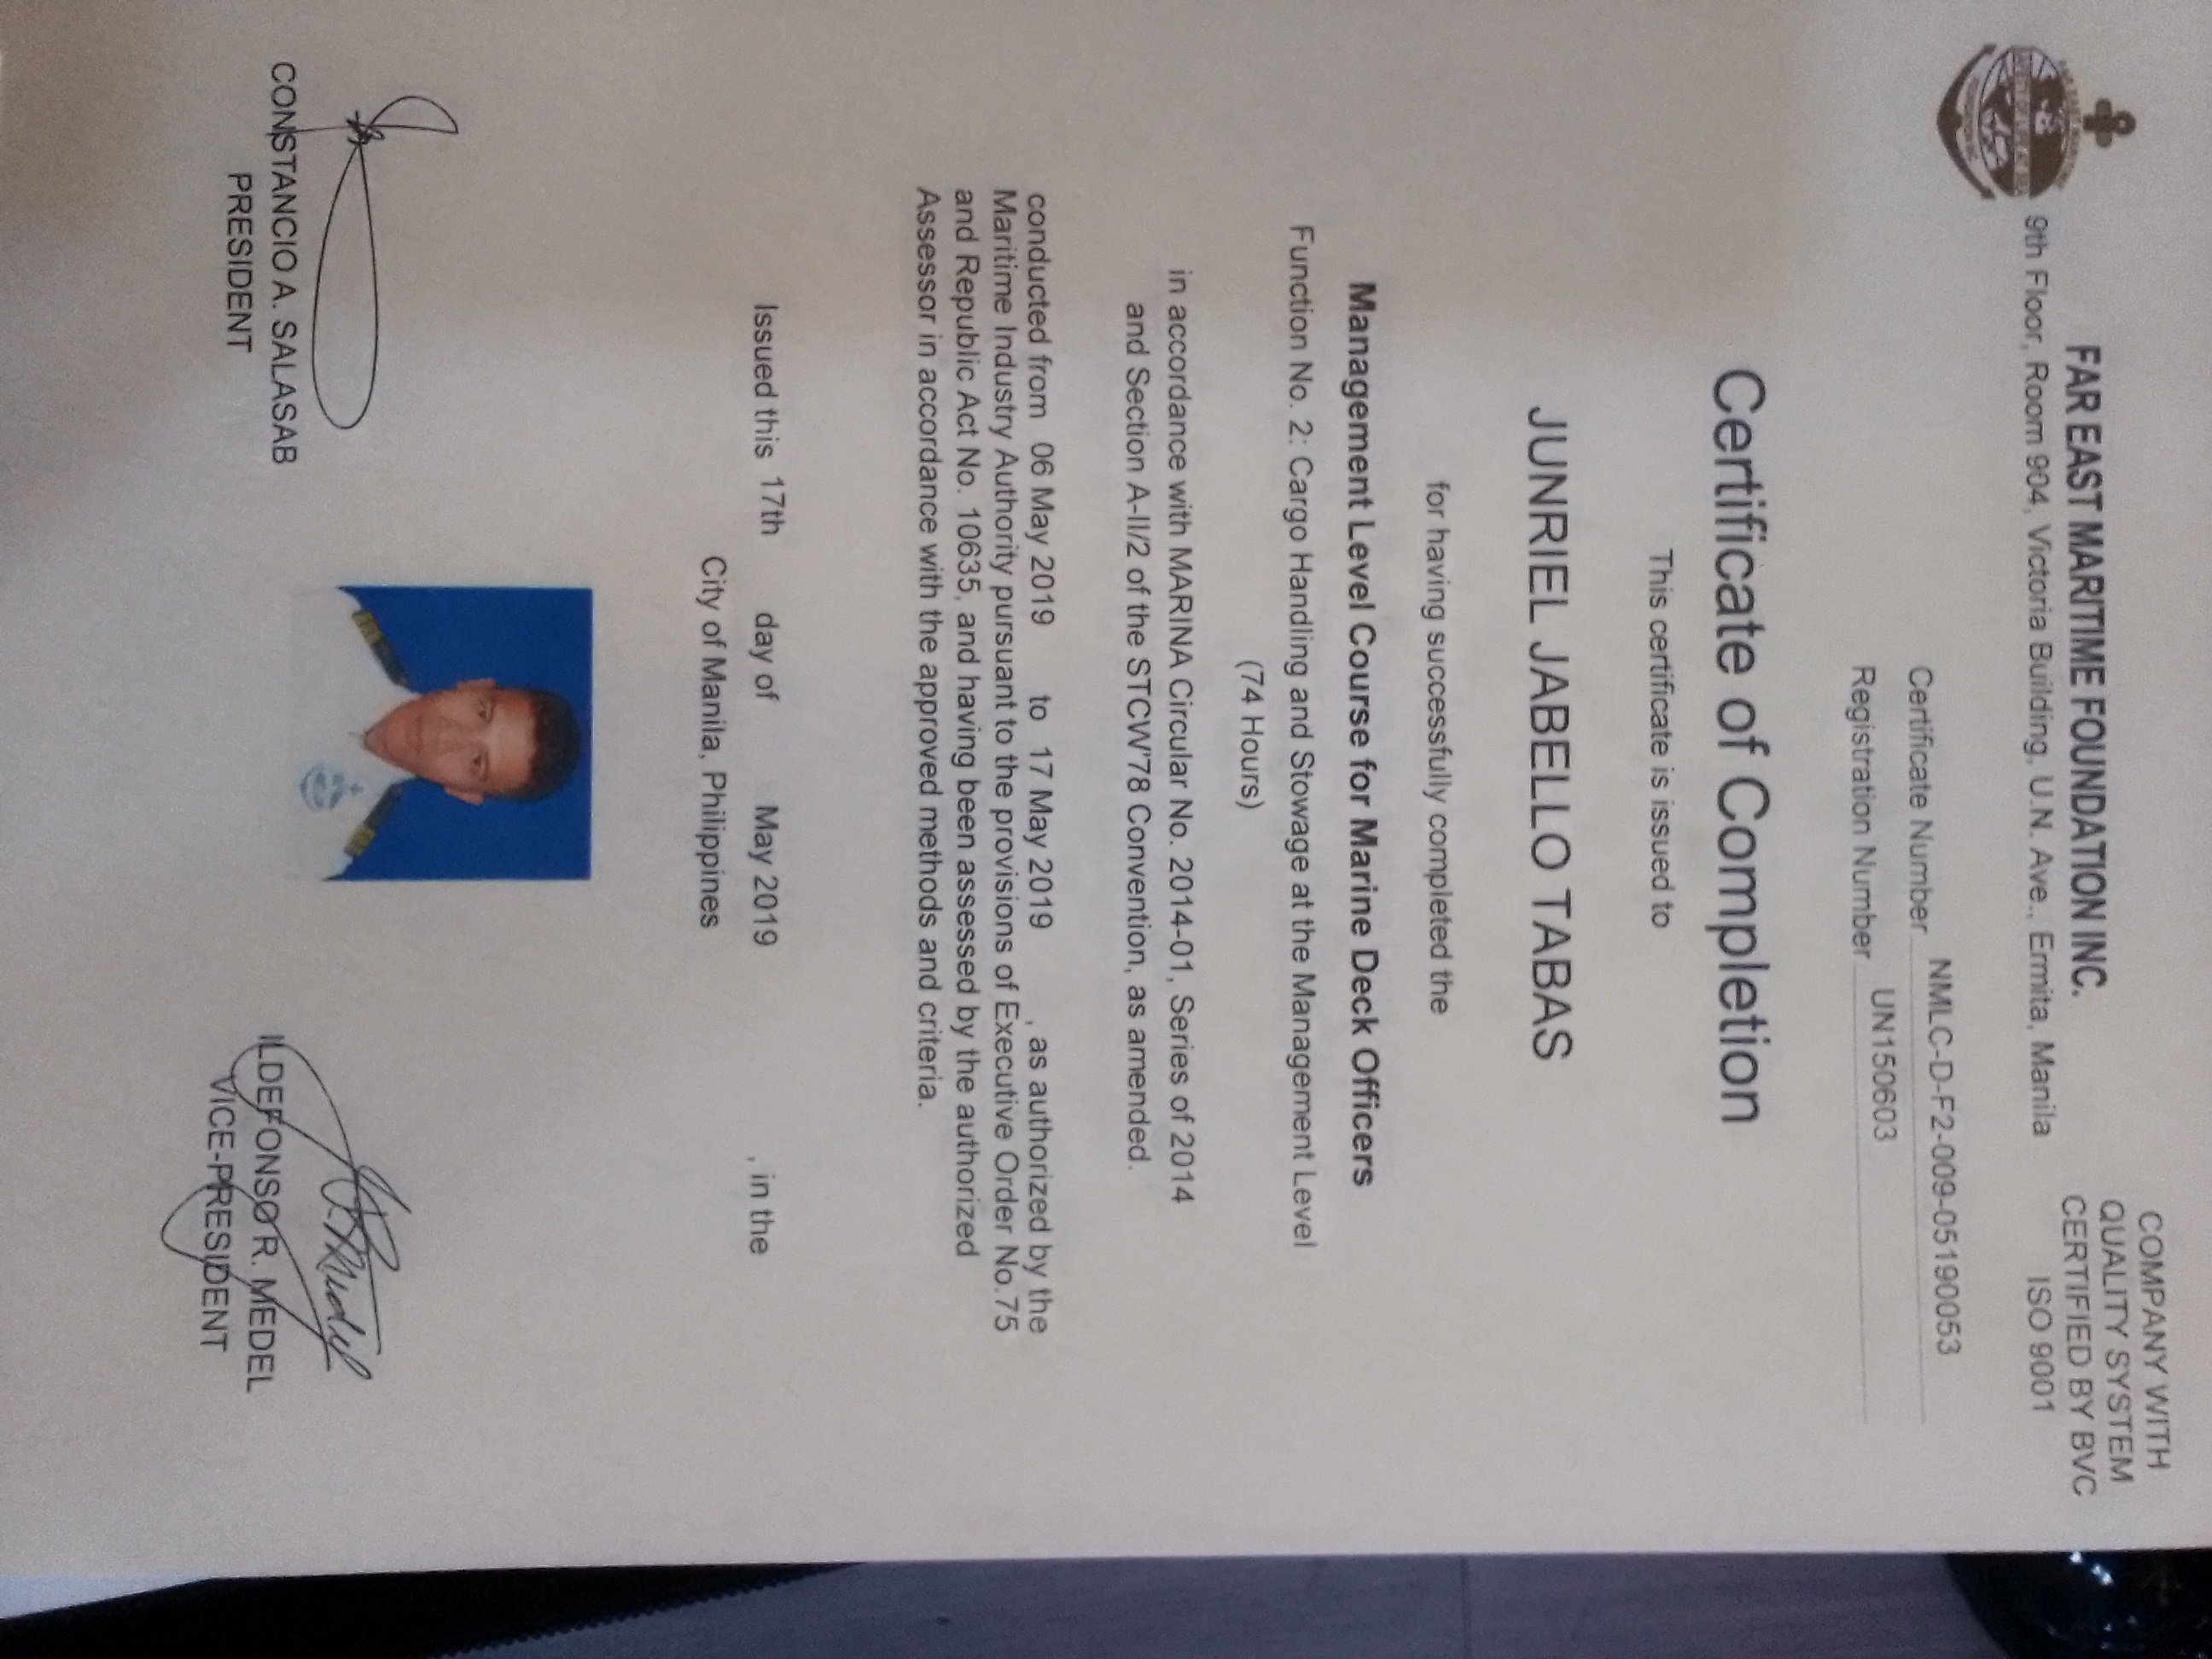 FAR EAST MARITIME FOUNDATION INC.
9th Floor, Room 904, Victoria Building, U.N. Ave., Ermita, Manila
COMPANY WITH
QUALITY SYSTEM
CERTIFIED BY BVC
ISO 9001
Certificate Number NMLC-D-F2-009-05190053
Registration Number UN150603
Certificate of Completion
This certificate is issued to
JUNRIEL JABELLO TABAS
for having successfully completed the
Management Level Course for Marine Deck Officers
Function No. 2: Cargo Handling and Stowage at the Management Level
(74 Hours)
in accordance with MARINA Circular No. 2014-01, Series of 2014
and Section A-II/2 of the STCW'78 Convention, as amended.
conducted from 06 May 2019 to 17 May 2019 , as authorized by the
Maritime Industry Authority pursuant to the provisions of Executive Order No.75
and Republic Act No. 10635, and having been assessed by the authorized
Assessor in accordance with the approved methods and criteria.
Issued this 17th day of May 2019 , in the
City of Manila, Philippines
CONSTANCIO A. SALASAB
PRESIDENT
ILDEFONSO R. MEDEL
VICE-PRESIDENT